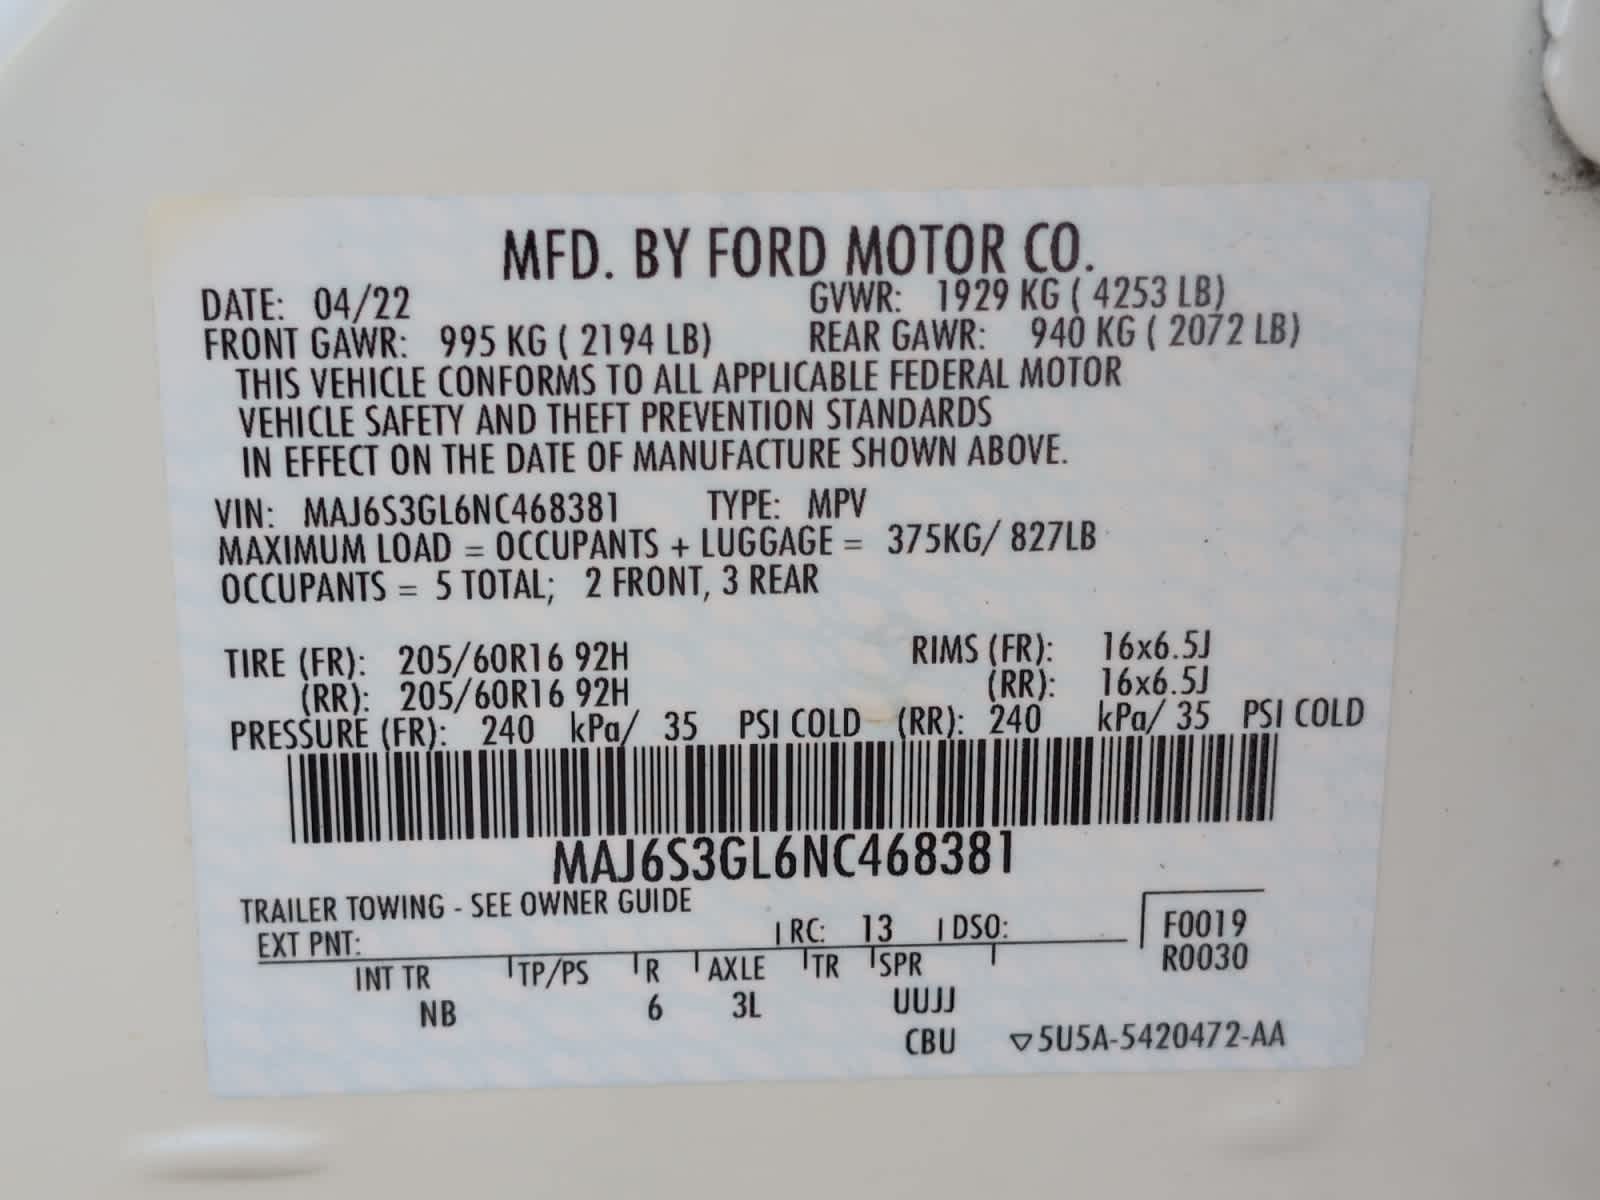 MFD. BY FORD MOTOR CO.
DATE: 04/22 GVWR: 1929 KG ( 4253 LB)
FRONT GAWR: 995 KG ( 2194 LB) REAR GAWR: 940 KG ( 2072 LB)
THIS VEHICLE CONFORMS TO ALL APPLICABLE FEDERAL MOTOR
VEHICLE SAFETY AND THEFT PREVENTION STANDARDS
IN EFFECT ON THE DATE OF MANUFACTURE SHOWN ABOVE.
VIN: MAJ6S3GL6NC468381 TYPE: MPV
MAXIMUM LOAD = OCCUPANTS + LUGGAGE = 375KG/ 827LB
OCCUPANTS = 5 TOTAL; 2 FRONT, 3 REAR
TIRE (FR): 205/60R16 92H RIMS (FR): 16x6.5J
(RR): 205/60R16 92H (RR): 16x6.5J
PRESSURE (FR): 240 kPa/ 35 PSI COLD (RR): 240 kPa/ 35 PSI COLD
MAJ6S3GL6NC468381
TRAILER TOWING - SEE OWNER GUIDE
EXT PNT: RC: 13 DSO: F0019
INT TR TP/PS R AXLE TR SPR R0030
NB 6 3L UUJJ
CBU ▽5U5A-5420472-AA